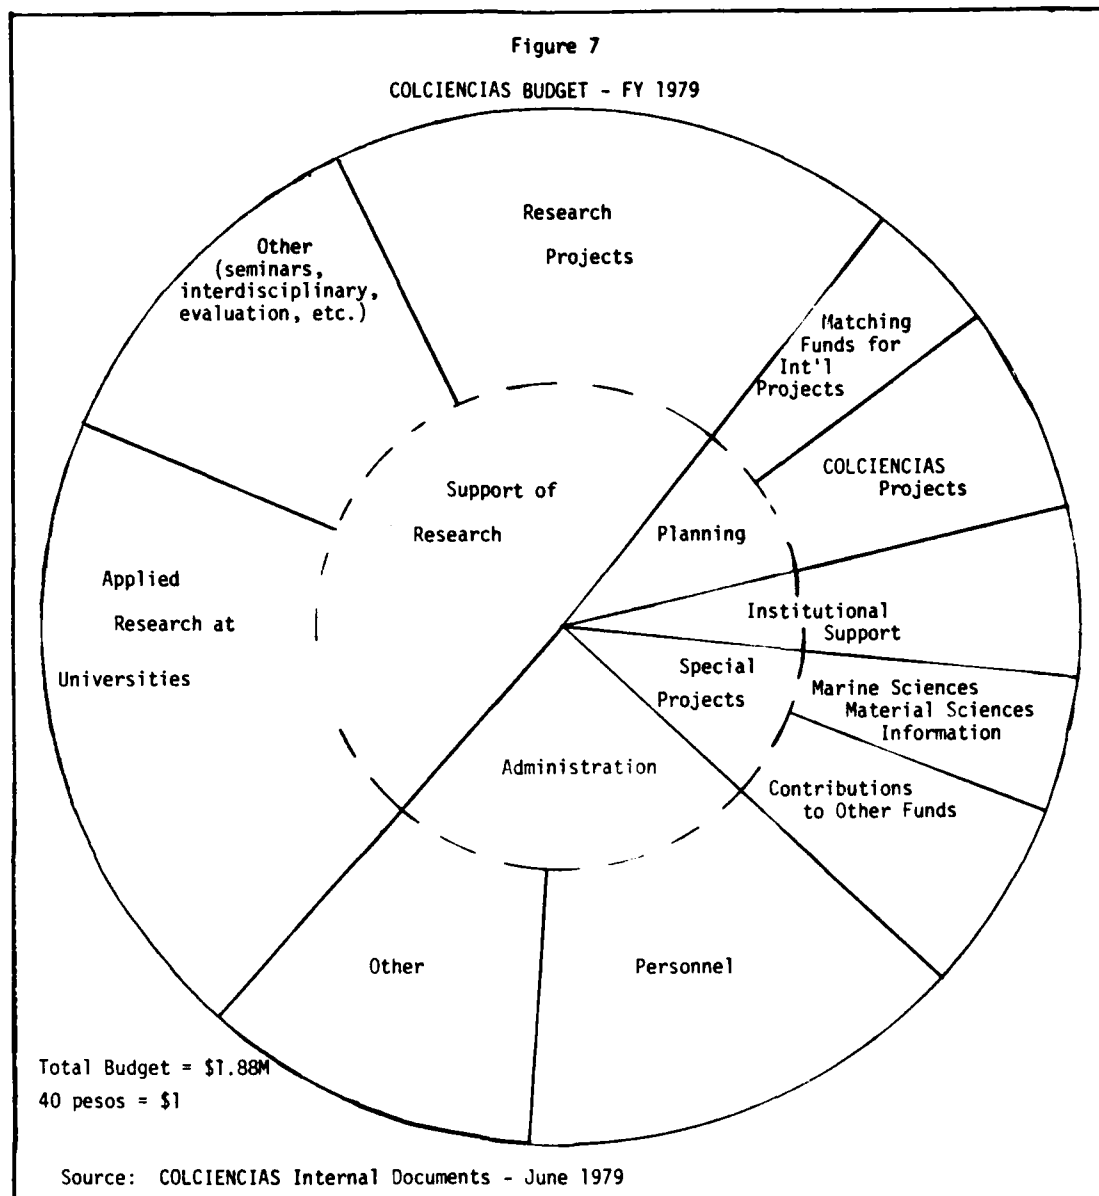 Figure 7
COLCIENCIAS BUDGET - FY 1979
Research
Projects
Other
(seminars,
interdisciplinary,
evaluation, etc.)
Matching
Funds for
Int'l
Projects
COLCIENCIAS
Projects
Support of
Research
Planning
Applied
Research at
Universities
Institutional
Support
Special
Projects
Marine Sciences
Material Sciences
Information
Administration
Contributions
to Other Funds
Other
Personnel
Total Budget = $1.88M
40 pesos = $1
Source: COLCIENCIAS Internal Documents - June 1979